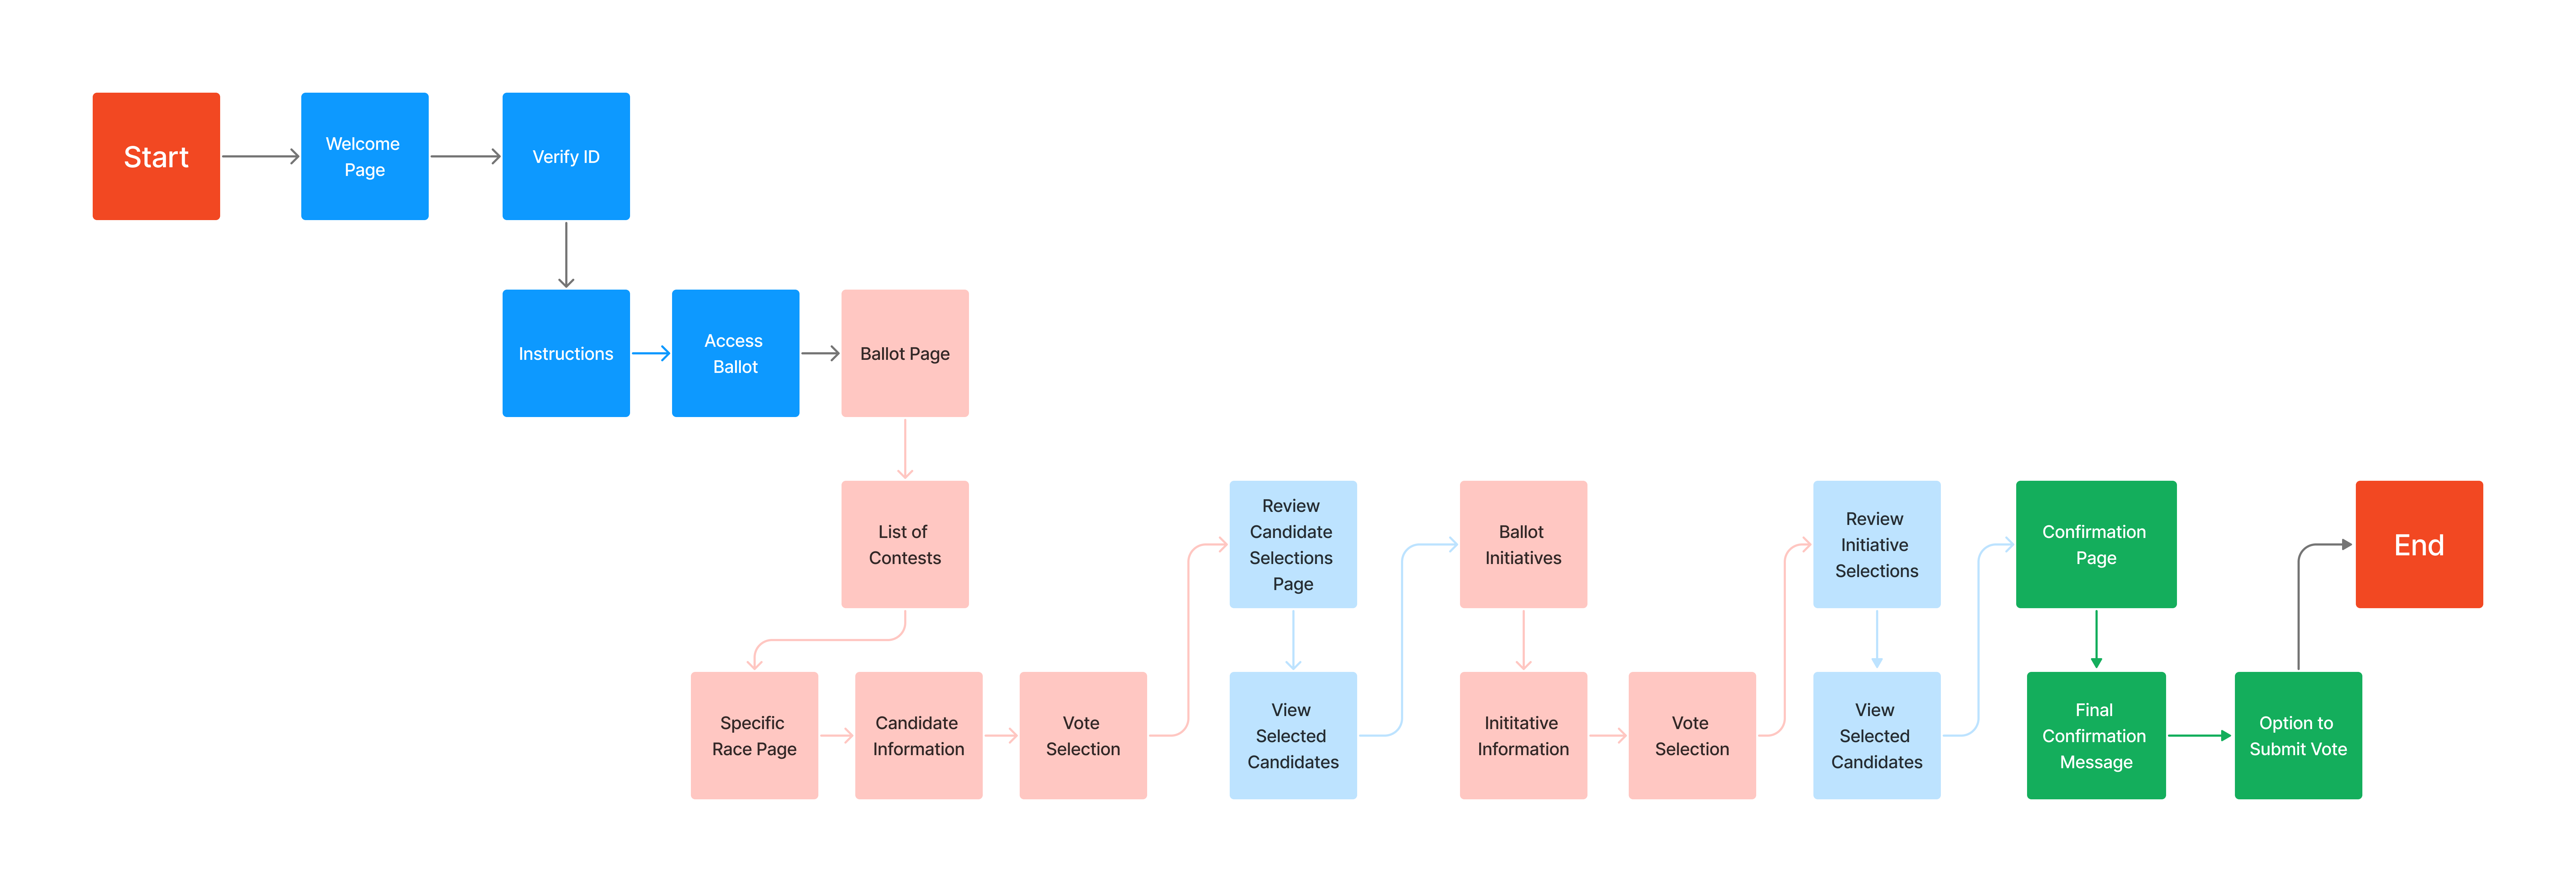 Start
Welcome
Page
Verify ID
Instructions
Access
Ballot
Ballot Page
List of
Contests
Specific
Race Page
Candidate
Information
Vote
Selection
Review
Candidate
Selections
Page
View
Selected
Candidates
Ballot
Initiatives
Inititative
Information
Vote
Selection
Review
Initiative
Selections
View
Selected
Candidates
Confirmation
Page
Final
Confirmation
Message
Option to
Submit Vote
End